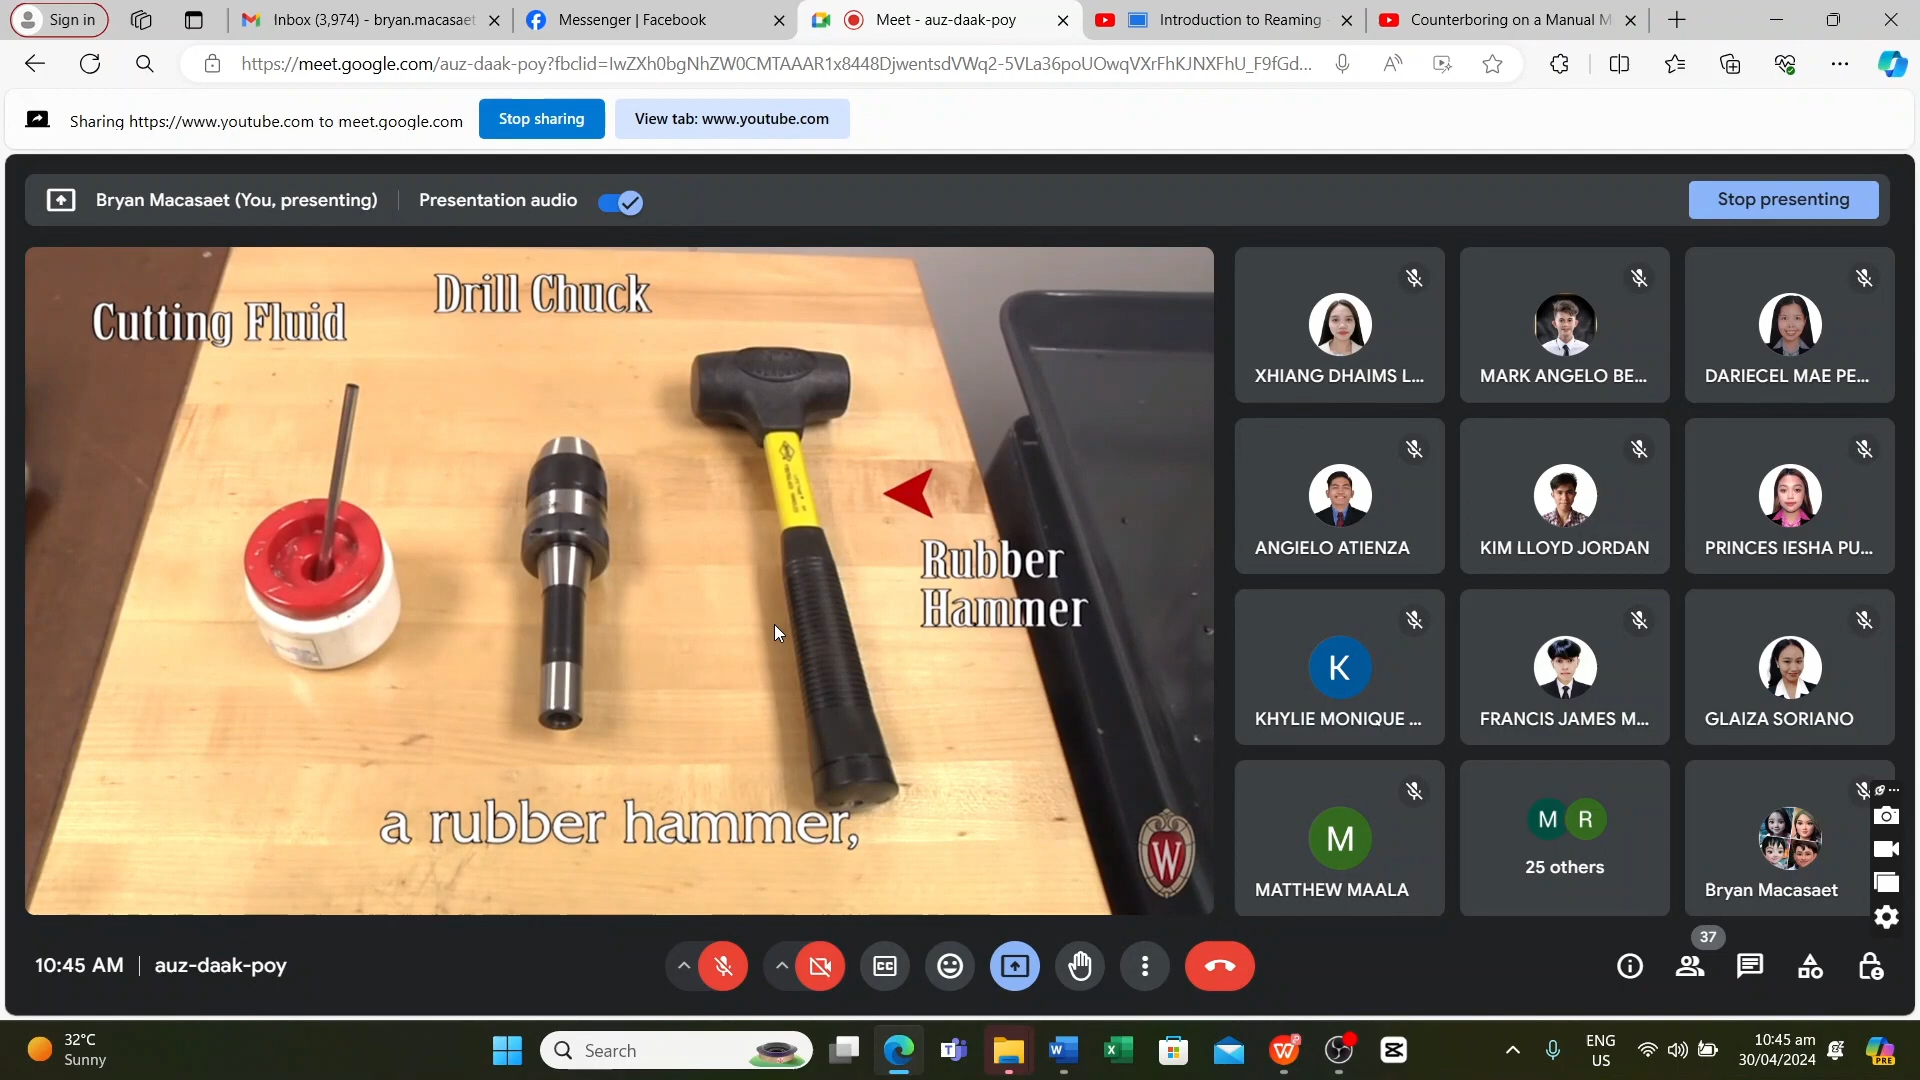 Sign in
Inbox (3,974) - bryan.macasaet
Messenger | Facebook
Meet - auz-daak-poy
Introduction to Reaming
Counterboring on a Manual M
https://meet.google.com/auz-daak-poy?fbclid=IwZXh0bgNhZW0CMTAAAR1x8448DjwentsdVWq2-5VLa36poUOwqVXrFhKJNXFhU_F9fGd...
Sharing https://www.youtube.com to meet.google.com
Stop sharing
View tab: www.youtube.com
Bryan Macasaet (You, presenting)
Presentation audio
Stop presenting
Drill Chuck
Cutting Fluid
Rubber
Hammer
a rubber hammer,
W
XHIANG DHAIMS L...
MARK ANGELO BE...
DARIECEL MAE PE...
ANGIELO ATIENZA
KIM LLOYD JORDAN
PRINCES IESHA PU...
K
KHYLIE MONIQUE ...
FRANCIS JAMES M...
GLAIZA SORIANO
M
MATTHEW MAALA
M R
25 others
Bryan Macasaet
37
10:45 AM
auz-daak-poy
CC
32°C
Sunny
Search
ENG
US
10:45 am
30/04/2024
PRE